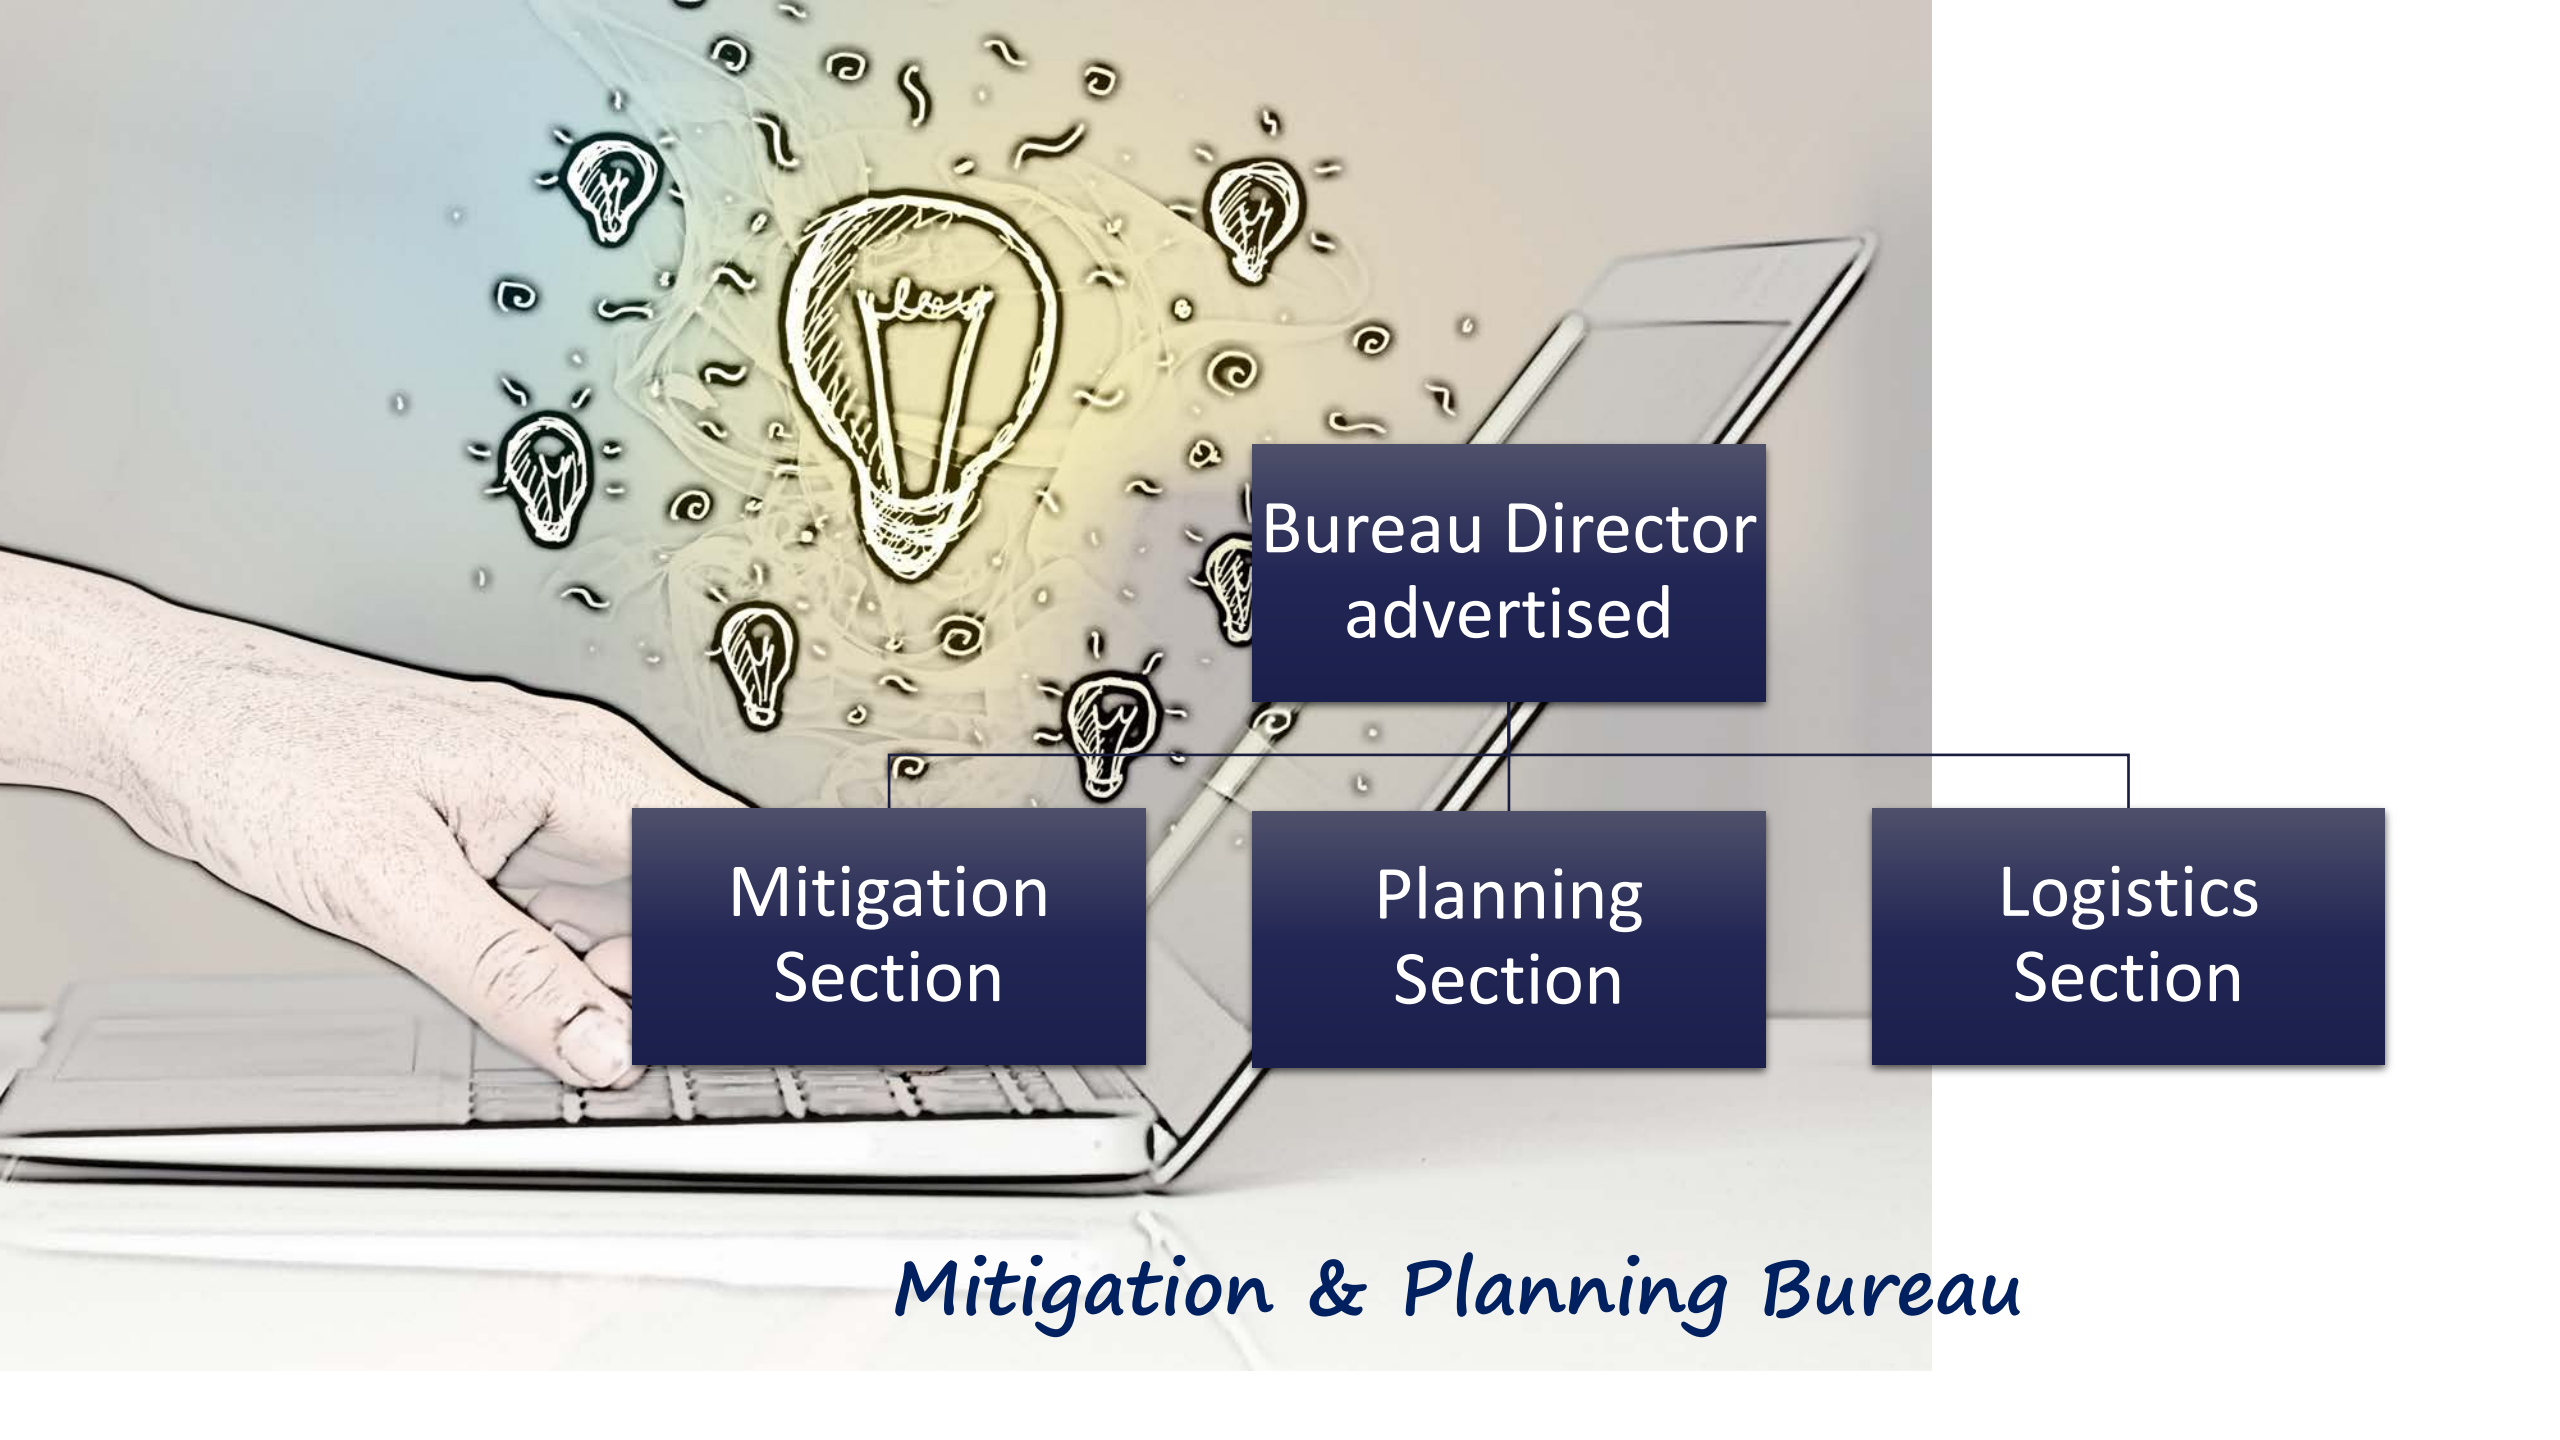 Bureau Director
advertised
Mitigation
Section
Planning
Section
Logistics
Section
Mitigation & Planning Bureau